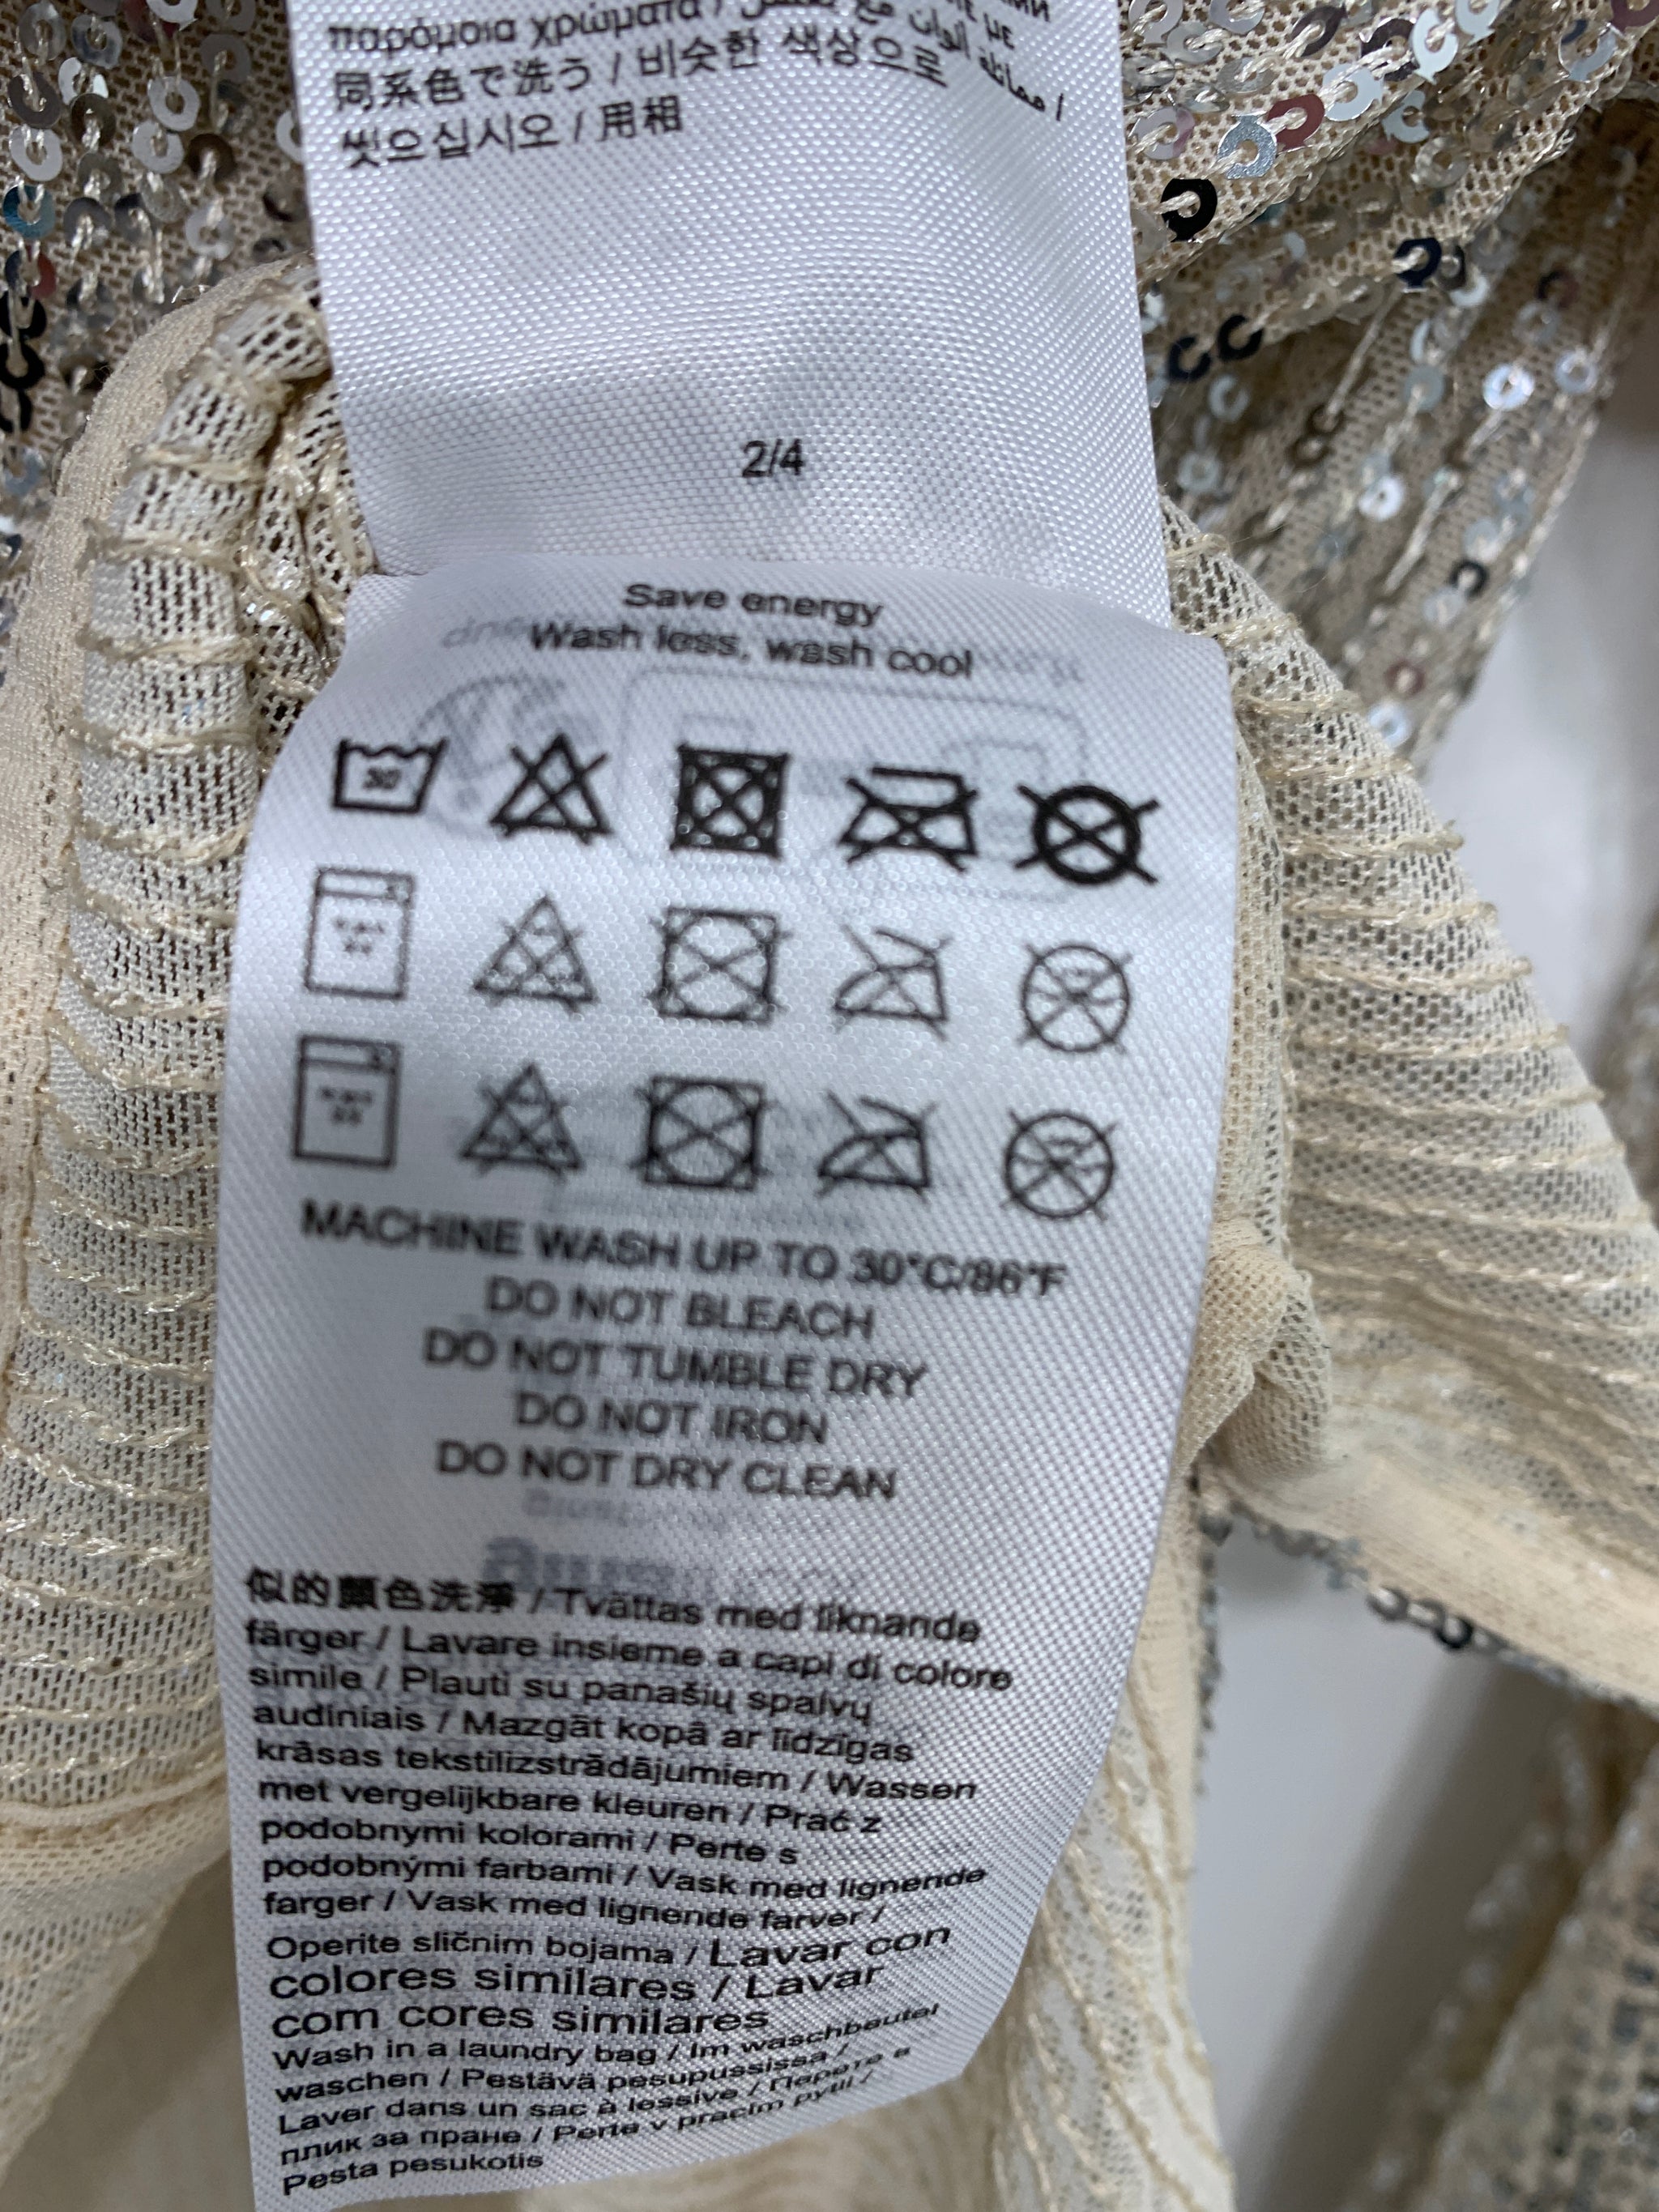 παρόμοια χρώματα /
同系色で洗う / 비슷한 색상으로
씻으십시오 / 用相
2/4
Save energy
Wash less, wash cool
30
MACHINE WASH UP TO 30°C/86°F
DO NOT BLEACH
DO NOT TUMBLE DRY
DO NOT IRON
DO NOT DRY CLEAN
似的顏色洗淨 / Tvättas med liknande
färger / Lavare insieme a capi di colore
simile / Plauti su panašių spalvų
audiniais / Mazgāt kopā ar līdzīgas
krāsas tekstilizstrādājumiem / Wassen
met vergelijkbare kleuren / Prać z
podobnymi kolorami / Perte s
podobnými farbami / Vask med lignende
farger / Vask med lignende farver /
Operite sličnim bojama / Lavar con
colores similares / Lavar
com cores similares
Wash in a laundry bag / Im waschbeutel
waschen / Pestävä pesupussissa /
Laver dans un sac à lessive / Перете в
плик за пране / Perte v pracím pytli /
Pesta pesukotis